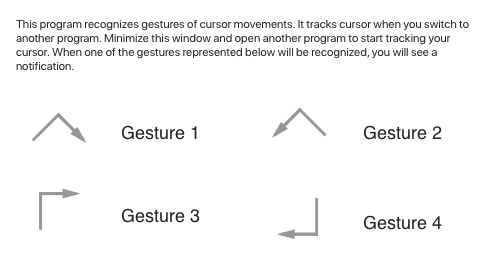 This program recognizes gestures of cursor movements. It tracks cursor when you switch to
another program. Minimize this window and open another program to start tracking your
cursor. When one of the gestures represented below will be recognized, you will see a
notification.
Gesture 1
Gesture 2
Gesture 3
Gesture 4